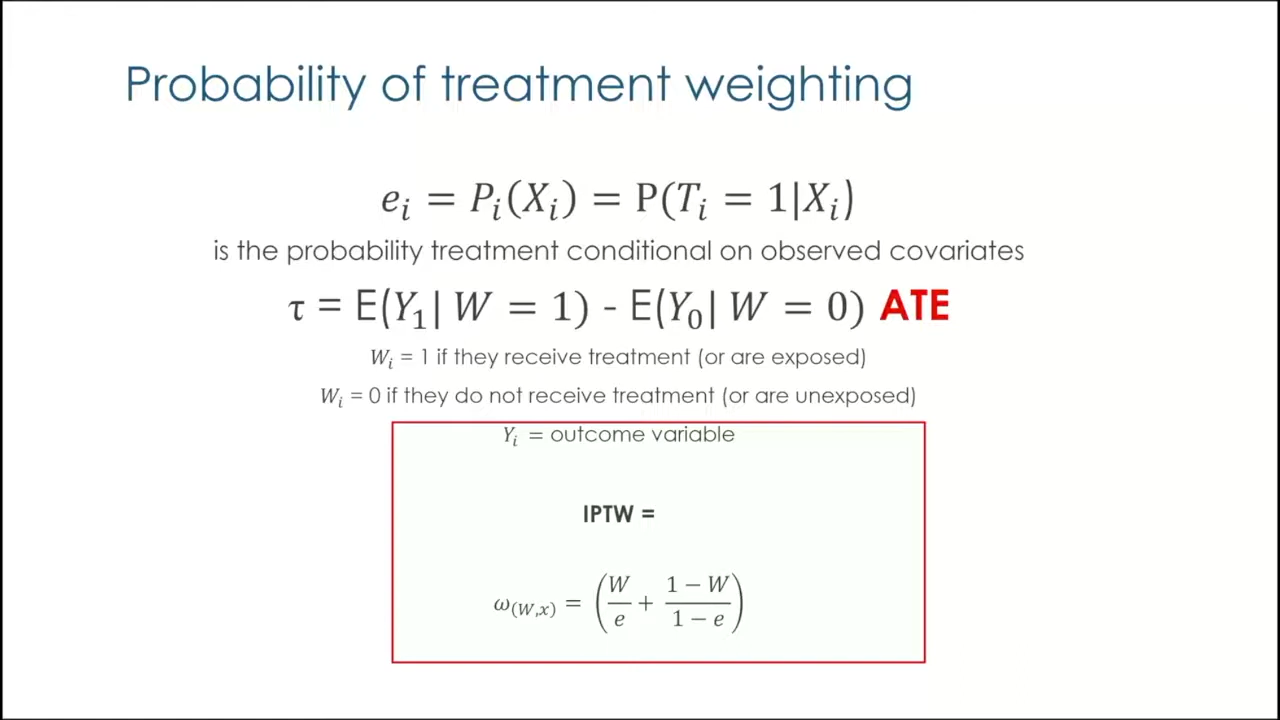 Probability of treatment weighting
eᵢ = Pᵢ(Xᵢ) = P(Tᵢ = 1|Xᵢ)
is the probability treatment conditional on observed covariates
τ = E(Y₁| W = 1) - E(Y₀| W = 0) ATE
Wᵢ = 1 if they receive treatment (or are exposed)
Wᵢ = 0 if they do not receive treatment (or are unexposed)
Yᵢ = outcome variable
IPTW =
ω₍W,x₎ = (W/e + (1 − W)/(1 − e))